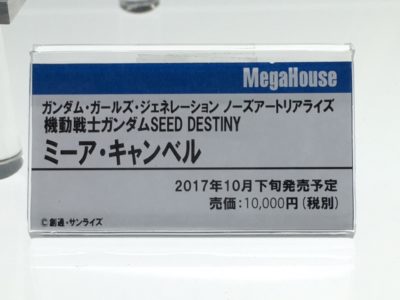 MegaHouse
ガンダム・ガールズ・ジェネレーション ノーズアートリアライズ
機動戦士ガンダムSEED DESTINY
ミーア・キャンベル
2017年10月下旬発売予定
売価：10,000円（税別）
©創通・サンライズ